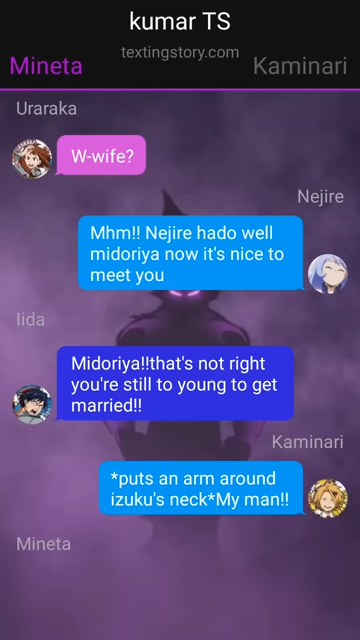 kumar TS
textingstory.com
Mineta
Kaminari
Uraraka
W-wife?
Nejire
Mhm!! Nejire hado well
midoriya now it's nice to
meet you
Iida
Midoriya!!that's not right
you're still to young to get
married!!
Kaminari
*puts an arm around
izuku's neck*My man!!
Mineta